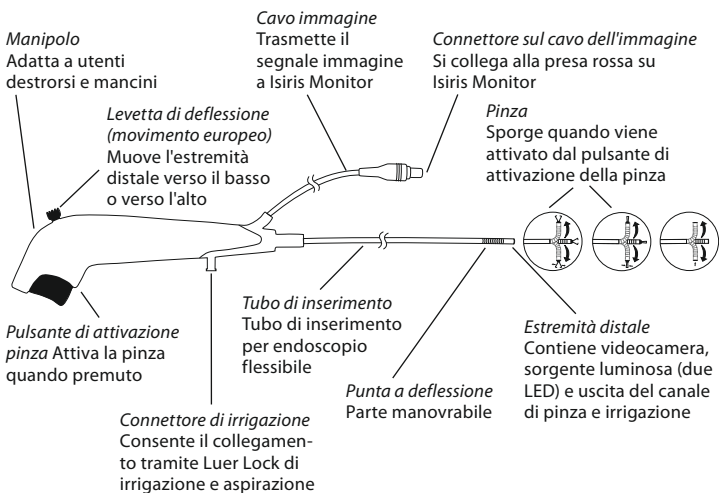 Manipolo
Adatta a utenti
destrorsi e mancini
Cavo immagine
Trasmette il
segnale immagine
a Isiris Monitor
Connettore sul cavo dell'immagine
Si collega alla presa rossa su
Isiris Monitor
Levetta di deflessione
(movimento europeo)
Muove l'estremità
distale verso il basso
o verso l'alto
Pinza
Sporge quando viene
attivato dal pulsante di
attivazione della pinza
Pulsante di attivazione
pinza Attiva la pinza
quando premuto
Tubo di inserimento
Tubo di inserimento
per endoscopio
flessibile
Estremità distale
Contiene videocamera,
sorgente luminosa (due
LED) e uscita del canale
di pinza e irrigazione
Punta a deflessione
Parte manovrabile
Connettore di irrigazione
Consente il collegamen-
to tramite Luer Lock di
irrigazione e aspirazione